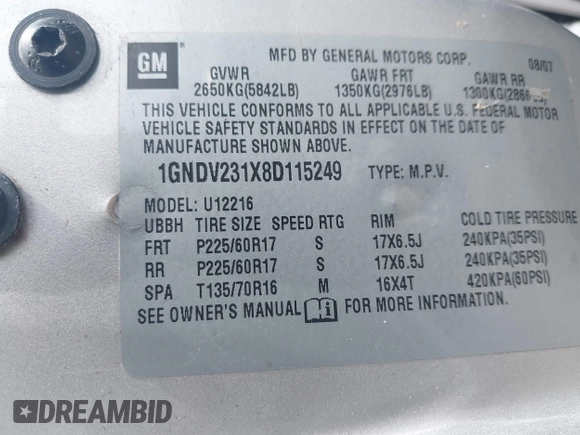 GM
MFD BY GENERAL MOTORS CORP. 08/07
GVWR GAWR FRT GAWR RR
2650KG(5842LB) 1350KG(2976LB) 1300KG
THIS VEHICLE CONFORMS TO ALL APPLICABLE U.S. FEDERAL MOTOR
VEHICLE SAFETY STANDARDS IN EFFECT ON THE DATE OF
MANUFACTURE SHOWN ABOVE.
1GNDV231X8D115249 TYPE: M.P.V.
MODEL: U12216
UBBH TIRE SIZE SPEED RTG RIM COLD TIRE PRESSURE
FRT P225/60R17 S 17X6.5J 240KPA(35PSI)
RR P225/60R17 S 17X6.5J 240KPA(35PSI)
SPA T135/70R16 M 16X4T 420KPA(60PSI)
SEE OWNER'S MANUAL FOR MORE INFORMATION.
DREAMBID